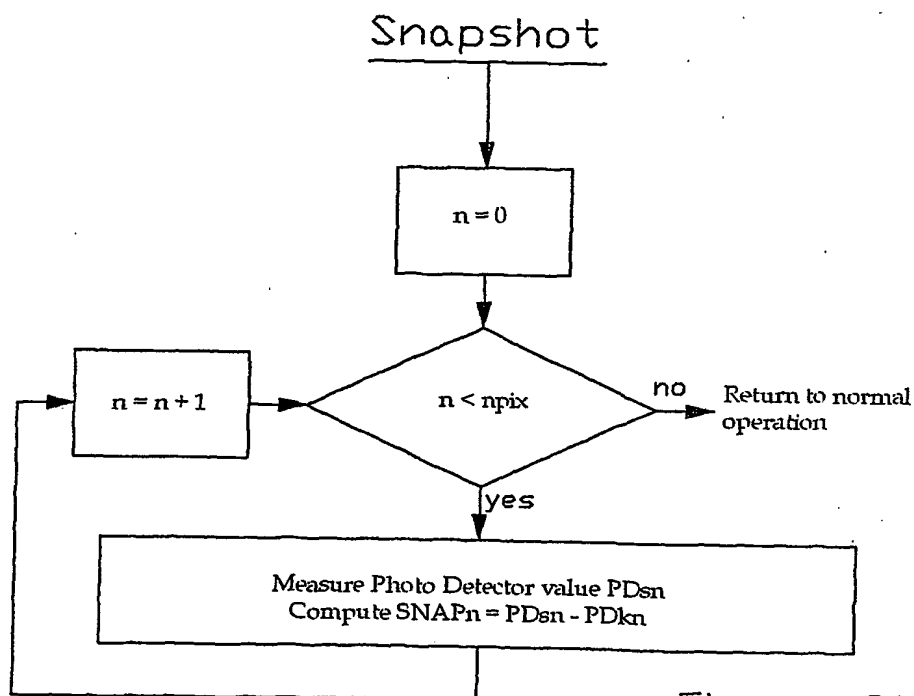 Snapshot
n = 0
n = n + 1
n < npix
no
Return to normal
operation
yes
Measure Photo Detector value PDsn
Compute SNAPn = PDsn - PDkn